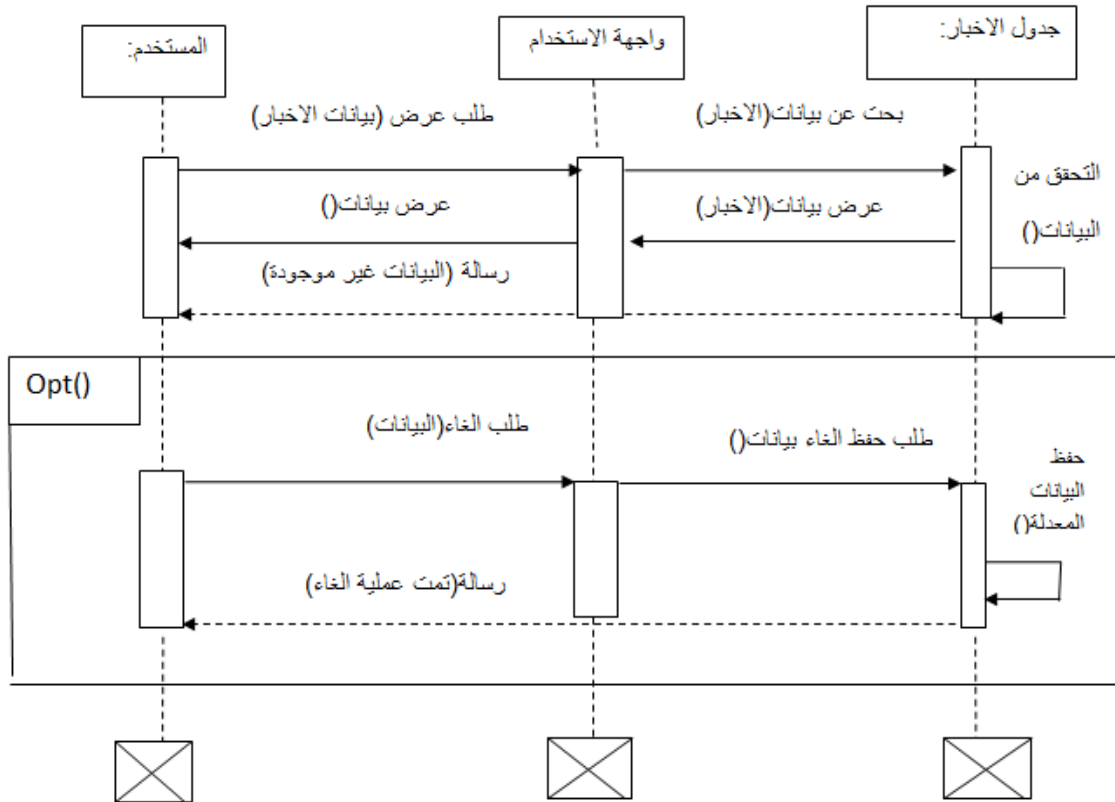 المستخدم:
واجهة الاستخدام
جدول الاخبار:
طلب عرض (بيانات الاخبار)
بحت عن بيانات(الاخبار)
التحقق من
البيانات()
عرض بيانات()
عرض بيانات(الاخبار)
رسالة (البيانات غير موجودة)
Opt()
طلب الغاء(البيانات)
طلب حفظ الغاء بيانات()
حفظ
البيانات
المعدلة()
رسالة(تمت عملية الغاء)